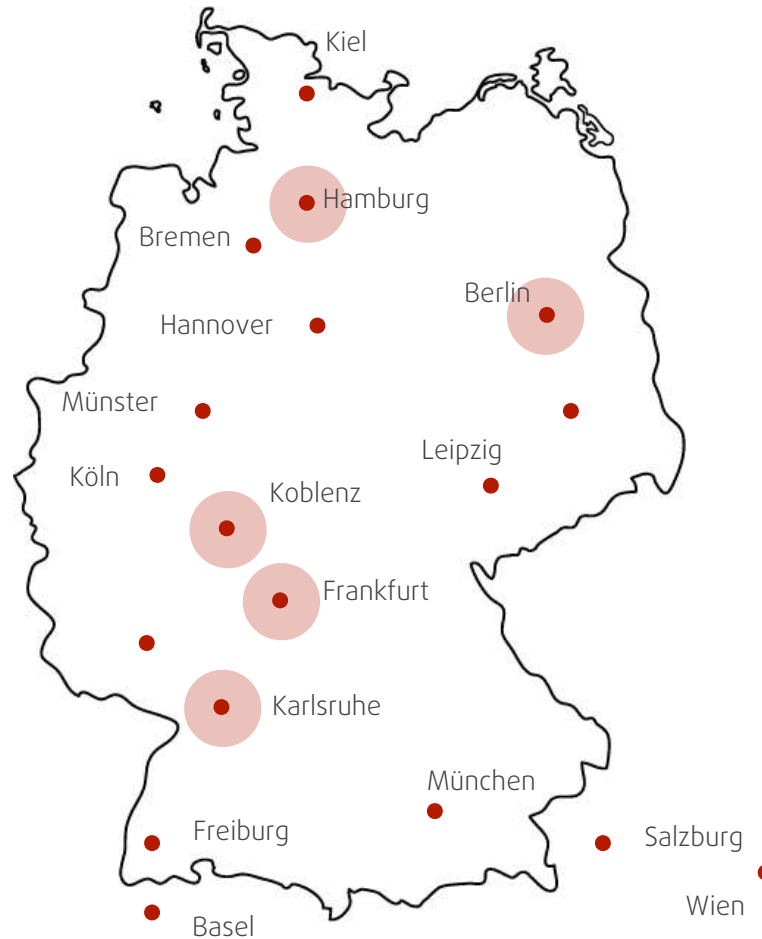 Kiel
Hamburg
Bremen
Berlin
Hannover
Münster
Leipzig
Köln
Koblenz
Frankfurt
Karlsruhe
München
Freiburg
Salzburg
Wien
Basel